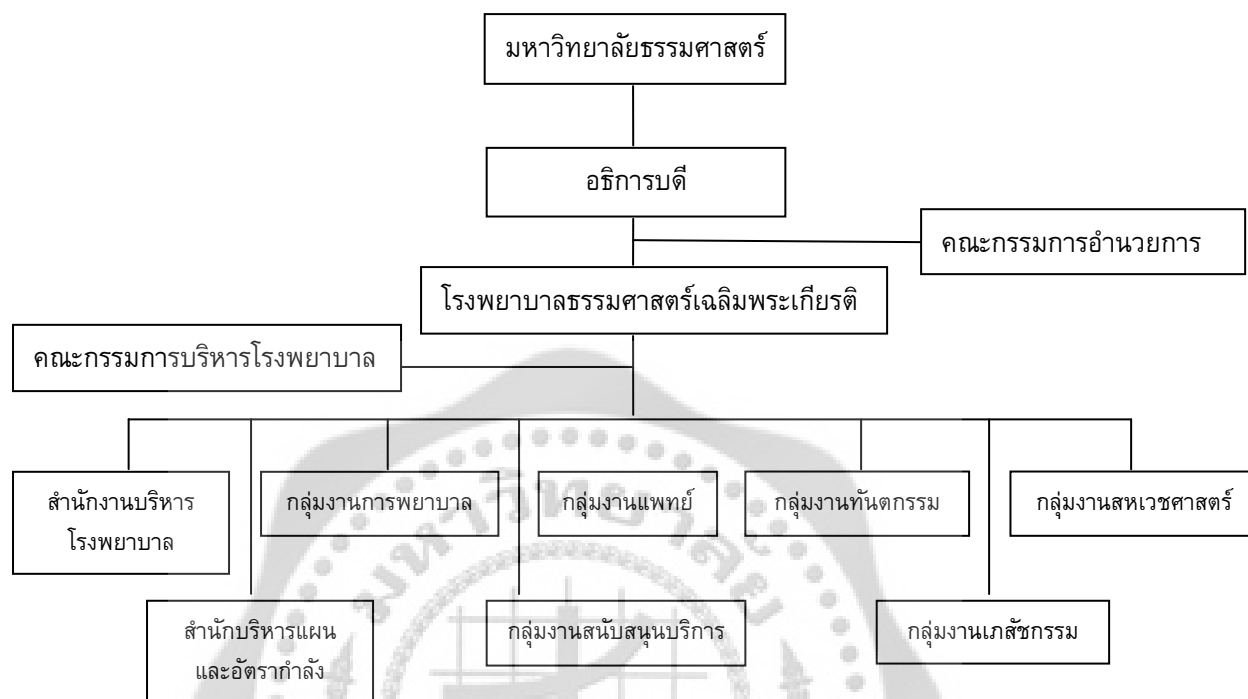 มหาวิทยาลัยธรรมศาสตร์
อธิการบดี
คณะกรรมการอำนวยการ
โรงพยาบาลธรรมศาสตร์เฉลิมพระเกียรติ
คณะกรรมการบริหารโรงพยาบาล
สำนักงานบริหาร
โรงพยาบาล
กลุ่มงานการพยาบาล
กลุ่มงานแพทย์
กลุ่มงานทันตกรรม
กลุ่มงานสหเวชศาสตร์
สำนักบริหารแผน
และอัตรากำลัง
กลุ่มงานสนับสนุนบริการ
กลุ่มงานเภสัชกรรม
มหาวิทยาลัย